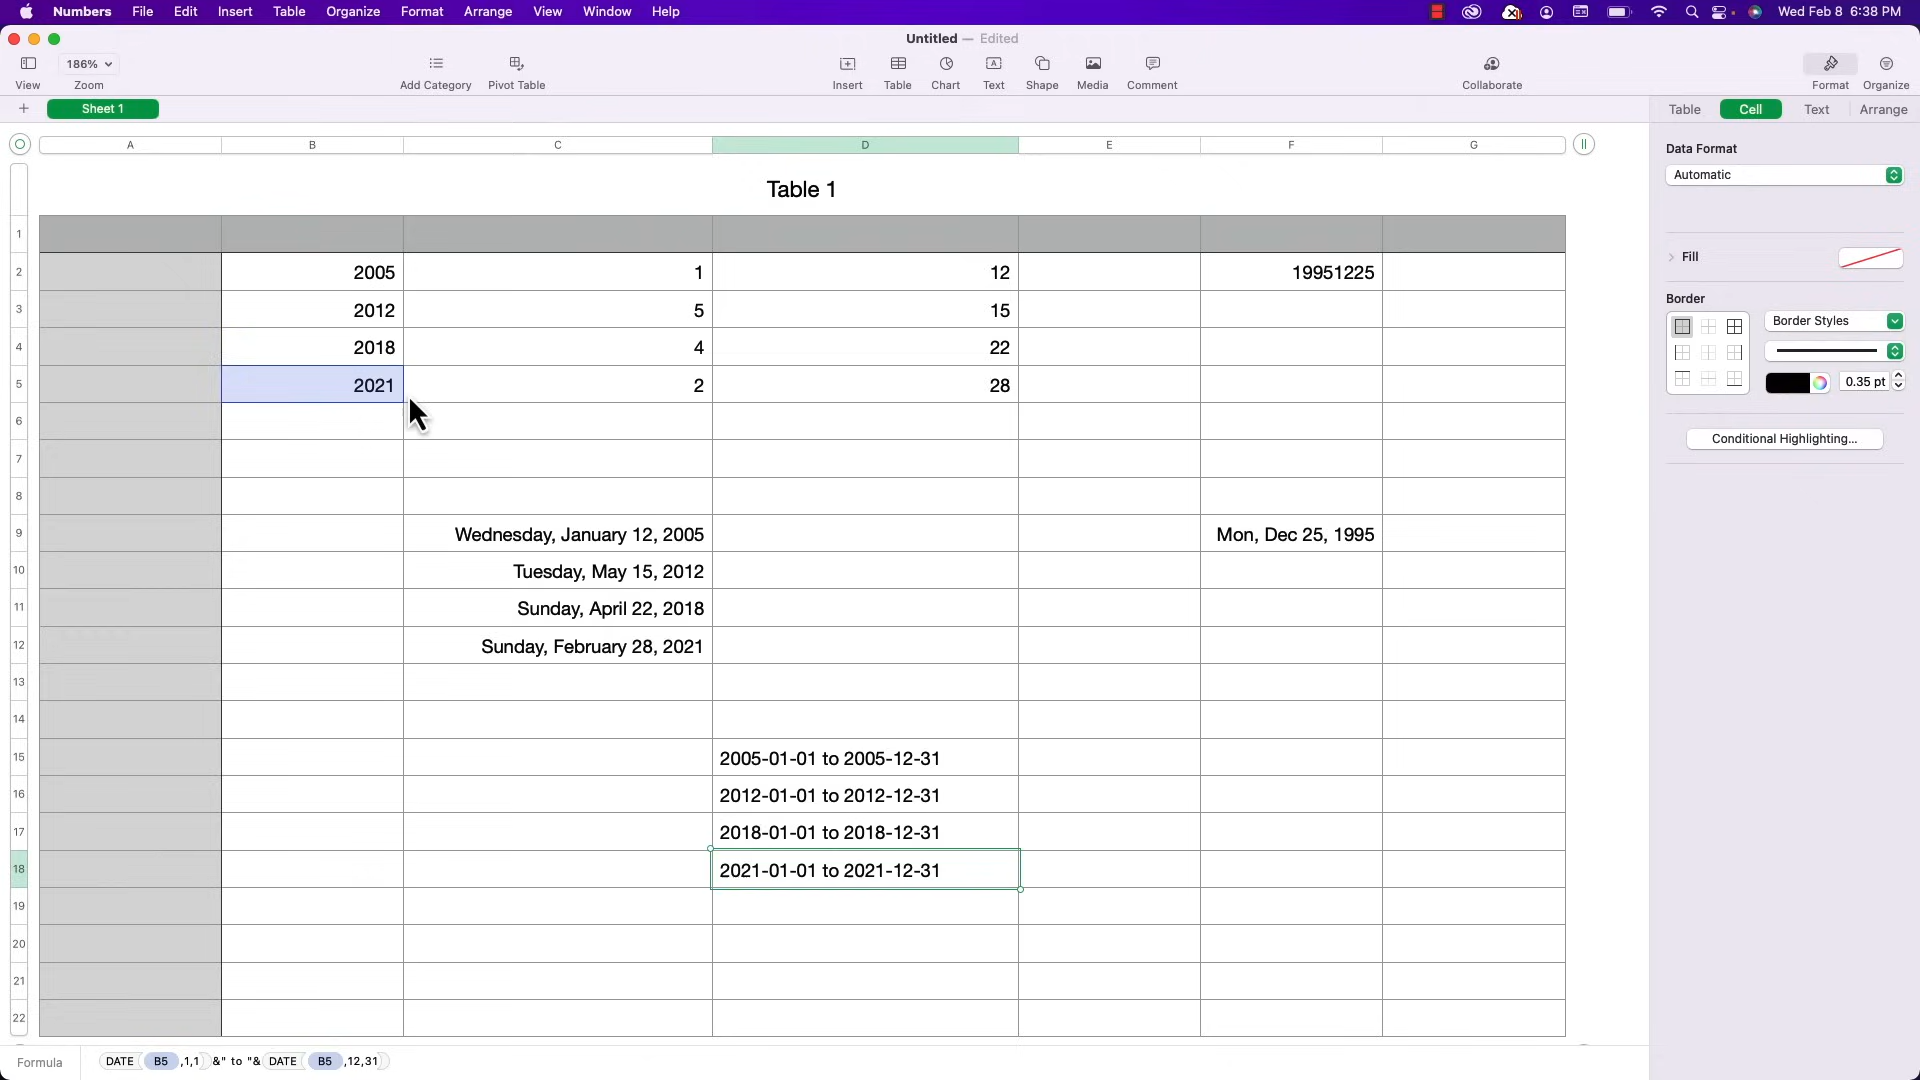 Numbers File Edit Insert Table Organize Format Arrange View Window Help Wed Feb 8 6:38 PM
Untitled — Edited
186%
View Zoom Add Category Pivot Table Insert Table Chart Text Shape Media Comment Collaborate Format Organize
Sheet 1 Table Cell Text Arrange
A B C D E F G
Data Format
Automatic
Table 1
1
2 2005 1 12 19951225
3 2012 5 15
4 2018 4 22
5 2021 2 28
6
7
8
9 Wednesday, January 12, 2005 Mon, Dec 25, 1995
10 Tuesday, May 15, 2012
11 Sunday, April 22, 2018
12 Sunday, February 28, 2021
13
14
15 2005-01-01 to 2005-12-31
16 2012-01-01 to 2012-12-31
17 2018-01-01 to 2018-12-31
18 2021-01-01 to 2021-12-31
19
20
21
22
Fill
Border
Border Styles
0.35 pt
Conditional Highlighting...
Formula DATE B5 ,1,1 &" to "& DATE B5 ,12,31